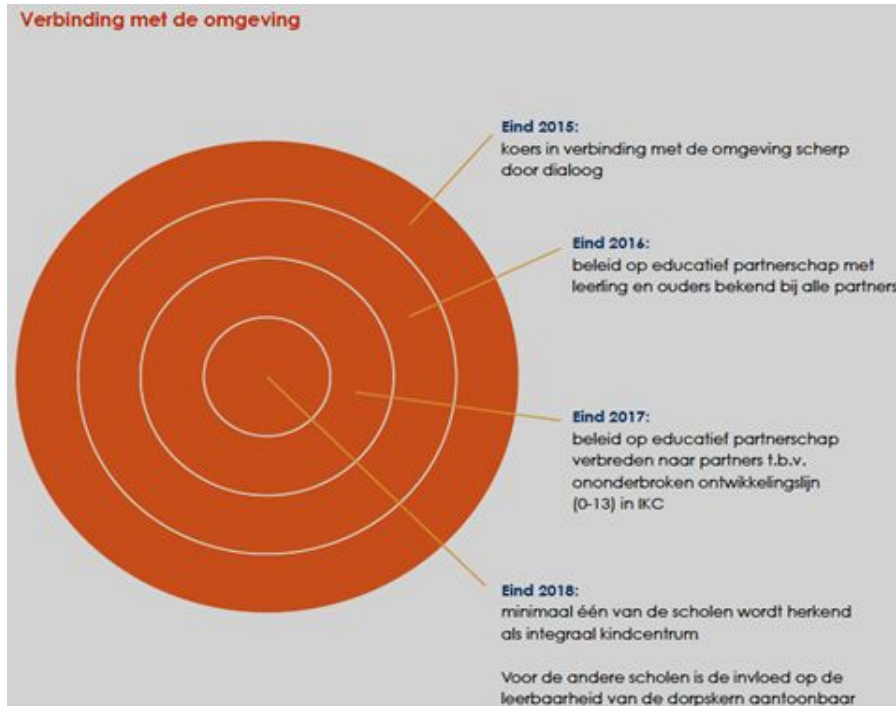 Verbinding met de omgeving
Eind 2015:
koers in verbinding met de omgeving scherp
door dialoog
Eind 2016:
beleid op educatief partnerschap met
leerling en ouders bekend bij alle partners
Eind 2017:
beleid op educatief partnerschap
verbreden naar partners t.b.v.
ononderbroken ontwikkelingslijn
(0-13) in IKC
Eind 2018:
minimaal één van de scholen wordt herkend
als integraal kindcentrum
Voor de andere scholen is de invloed op de
leerbaarheid van de dorpskern aantoonbaar